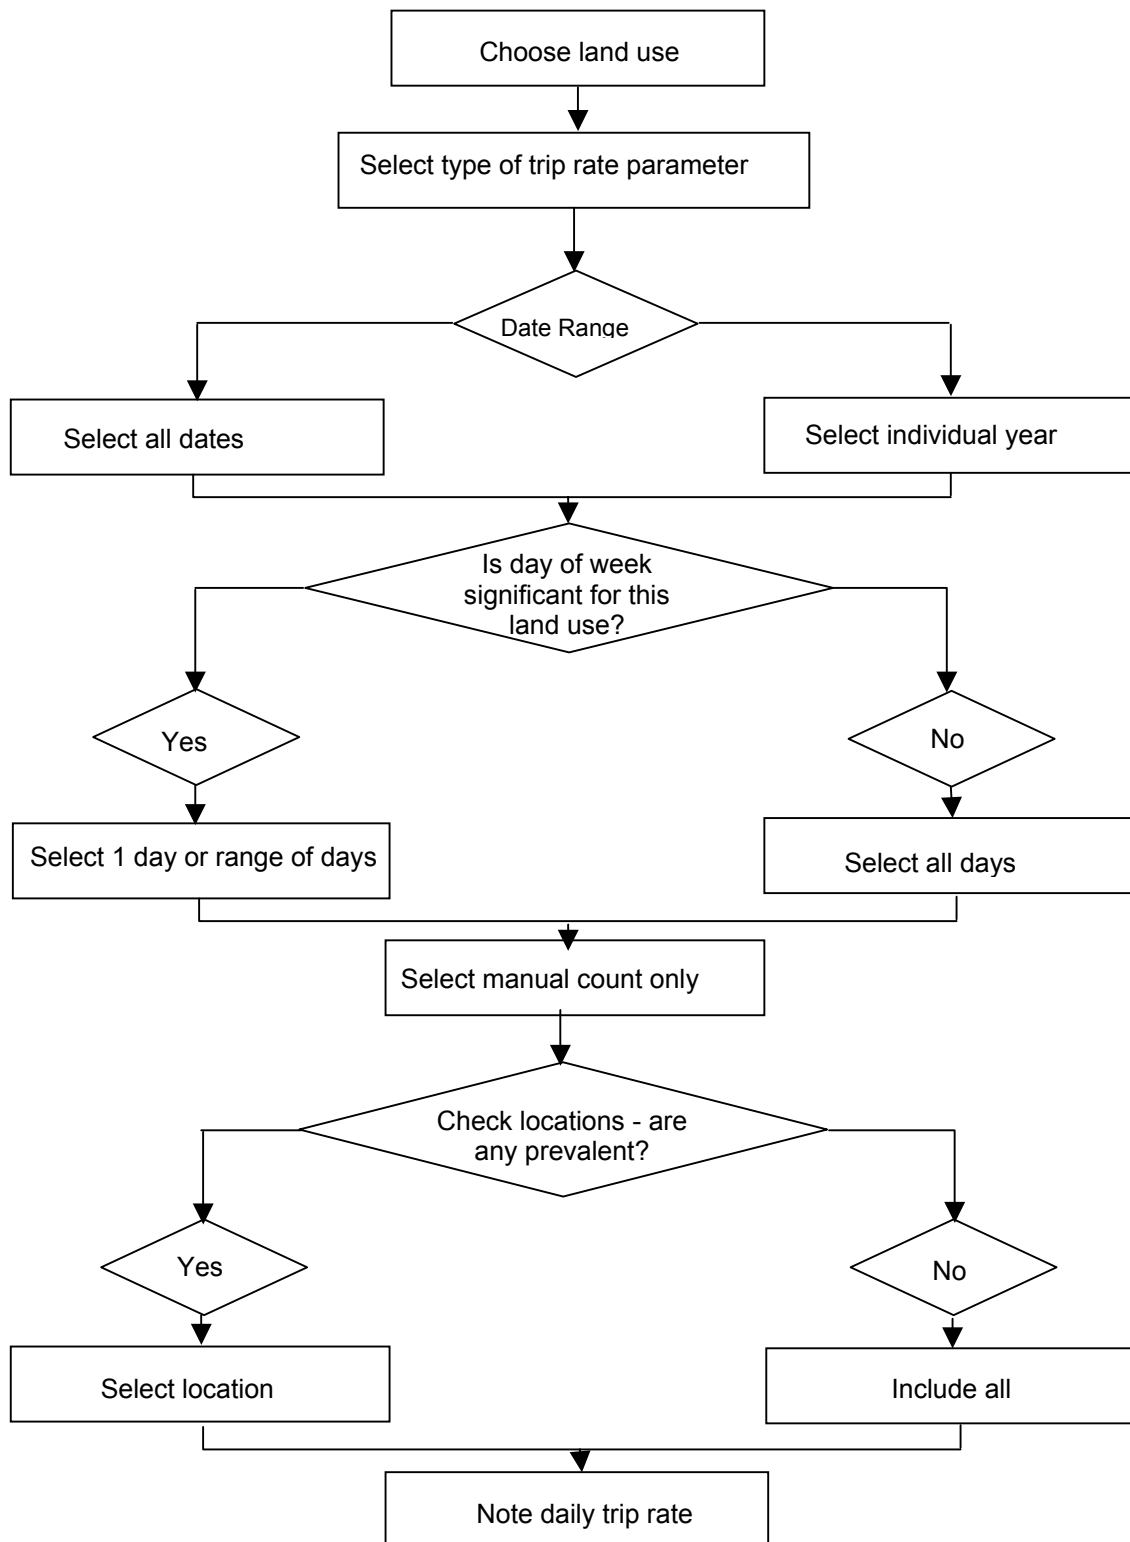 Choose land use
Select type of trip rate parameter
Date Range
Select all dates
Select individual year
Is day of week
significant for this
land use?
Yes
No
Select 1 day or range of days
Select all days
Select manual count only
Check locations - are
any prevalent?
Yes
No
Select location
Include all
Note daily trip rate